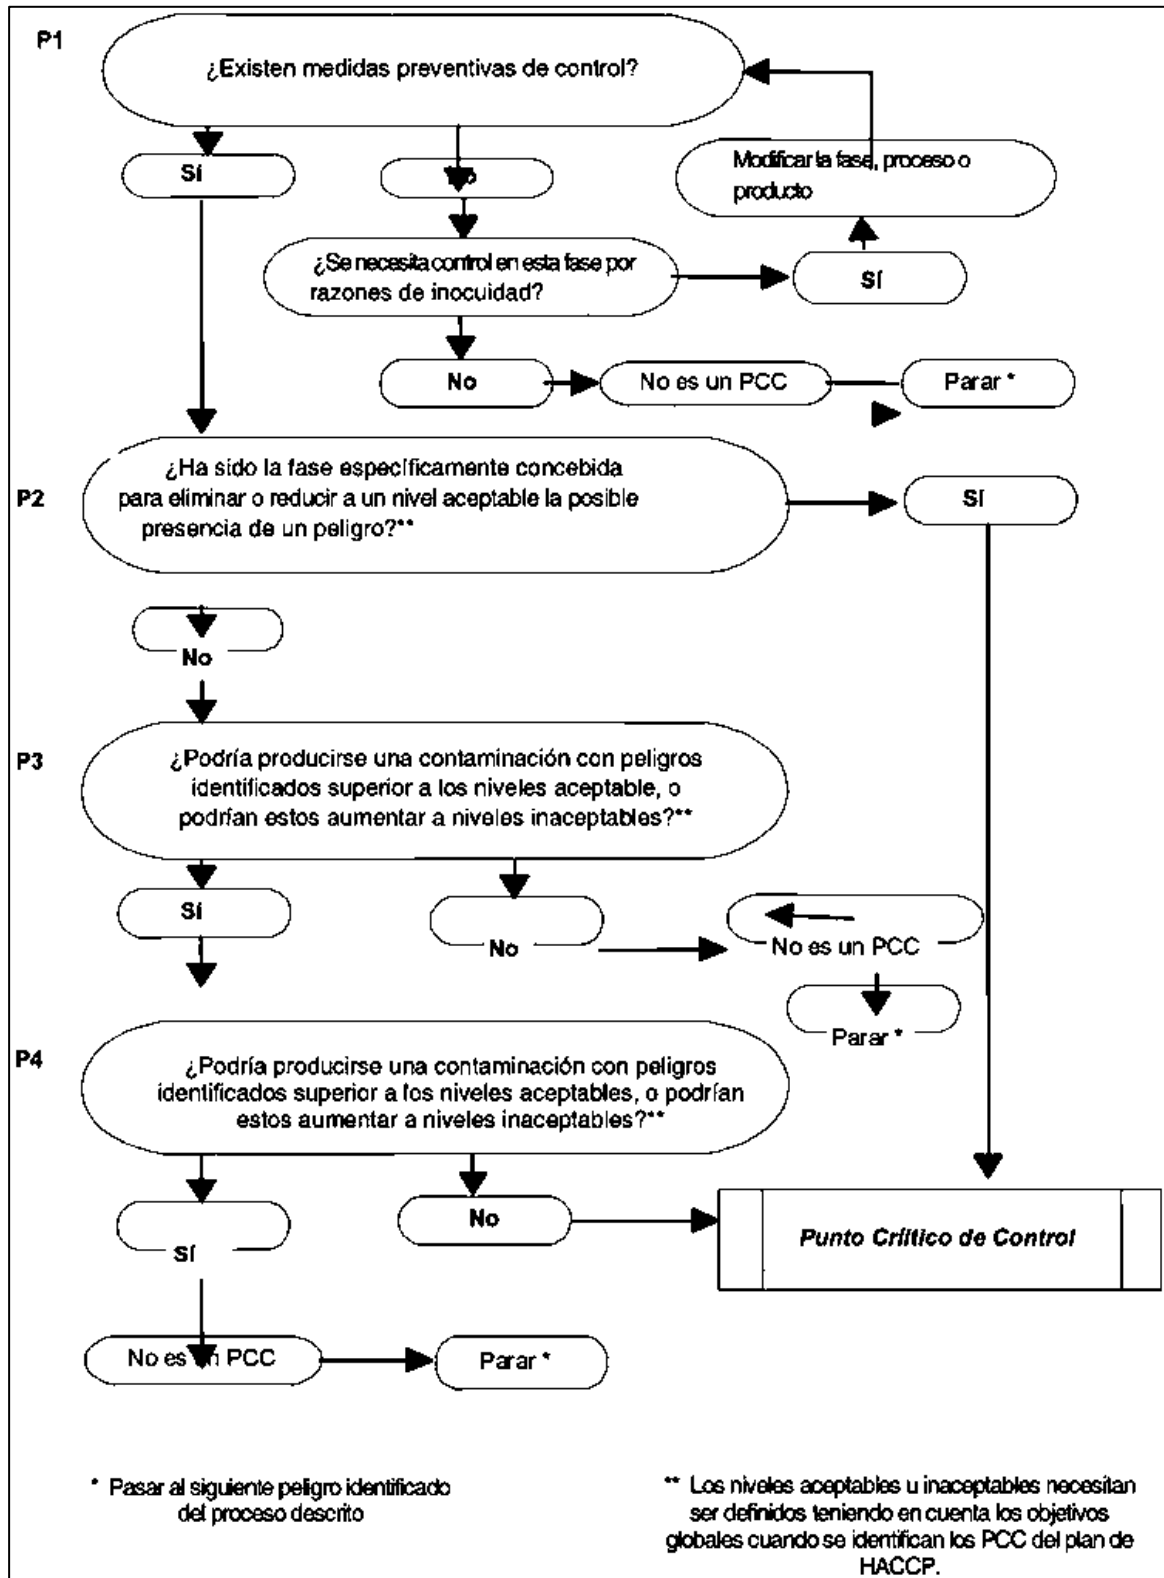 P1
¿Existen medidas preventivas de control?
Sí
Modificar la fase, proceso o
producto
¿Se necesita control en esta fase por
razones de inocuidad?
Sí
No
No es un PCC
Parar *
P2
¿Ha sido la fase específicamente concebida
para eliminar o reducir a un nivel aceptable la posible
presencia de un peligro?**
Sí
No
P3
¿Podría producirse una contaminación con peligros
identificados superior a los niveles aceptable, o
podrían estos aumentar a niveles inaceptables?**
Sí
No
No es un PCC
Parar *
P4
¿Podría producirse una contaminación con peligros
identificados superior a los niveles aceptables, o podrían
estos aumentar a niveles inaceptables?**
Sí
No
Punto Criítico de Control
No es un PCC
Parar *
* Pasar al siguiente peligro identificado
del proceso descrito
** Los niveles aceptables u inaceptables necesitan
ser definidos teniendo en cuenta los objetivos
globales cuando se identifican los PCC del plan de
HACCP.